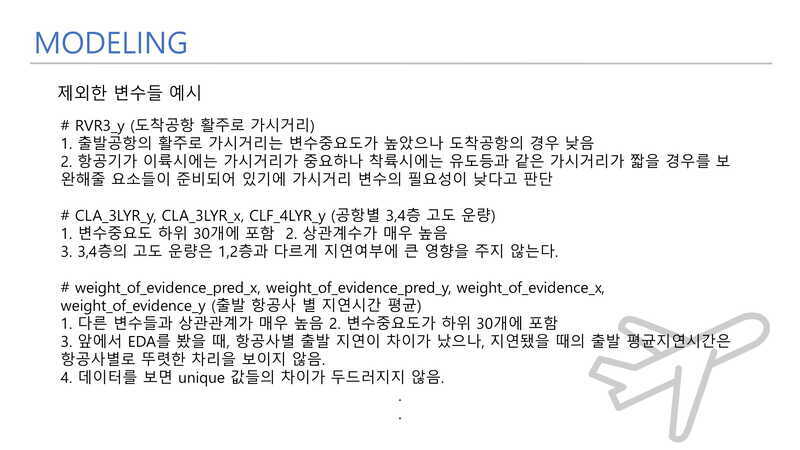 MODELING
제외한 변수들 예시
# RVR3_y (도착공항 활주로 가시거리)
1. 출발공항의 활주로 가시거리는 변수중요도가 높았으나 도착공항의 경우 낮음
2. 항공기가 이륙시에는 가시거리가 중요하나 착륙시에는 유도등과 같은 가시거리가 짧을 경우를 보
완해줄 요소들이 준비되어 있기에 가시거리 변수의 필요성이 낮다고 판단
# CLA_3LYR_y, CLA_3LYR_x, CLF_4LYR_y (공항별 3,4층 고도 운량)
1. 변수중요도 하위 30개에 포함 2. 상관계수가 매우 높음
3. 3,4층의 고도 운량은 1,2층과 다르게 지연여부에 큰 영향을 주지 않는다.
# weight_of_evidence_pred_x, weight_of_evidence_pred_y, weight_of_evidence_x,
weight_of_evidence_y (출발 항공사 별 지연시간 평균)
1. 다른 변수들과 상관관계가 매우 높음 2. 변수중요도가 하위 30개에 포함
3. 앞에서 EDA를 봤을 때, 항공사별 출발 지연이 차이가 났으나, 지연됐을 때의 출발 평균지연시간은
항공사별로 뚜렷한 차리을 보이지 않음.
4. 데이터를 보면 unique 값들의 차이가 두드러지지 않음.
.
.